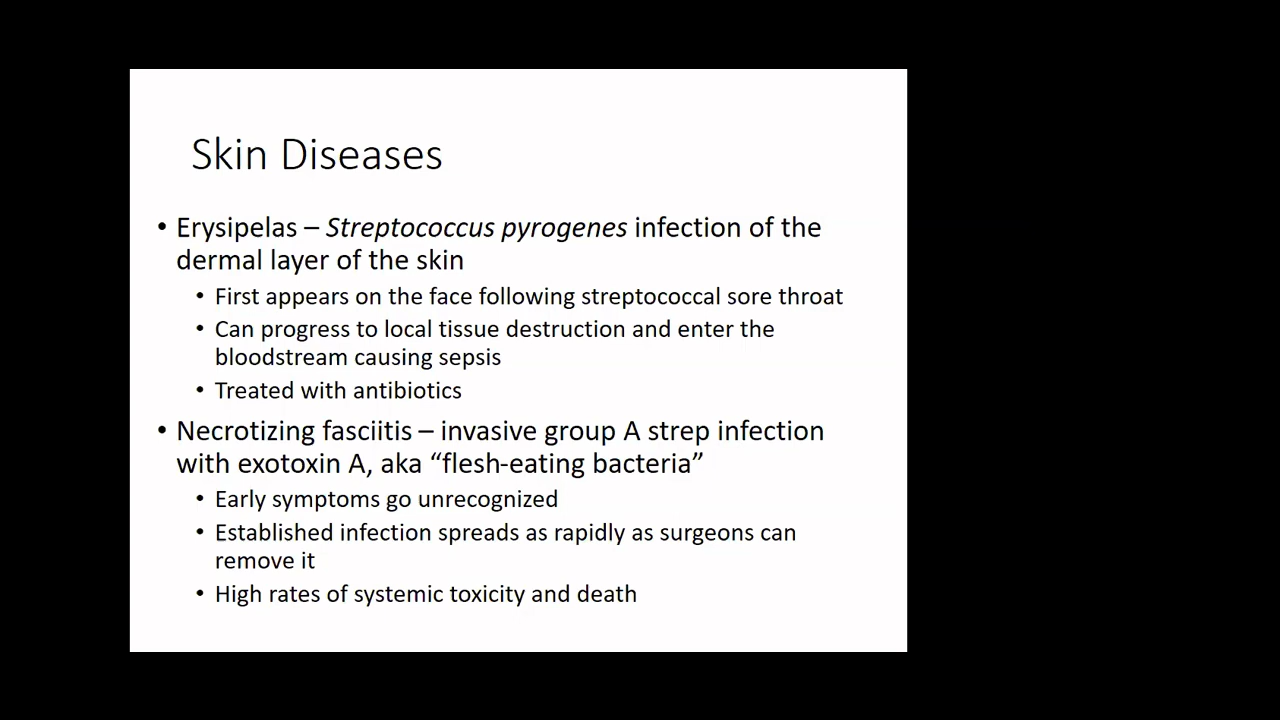 Skin Diseases
• Erysipelas – Streptococcus pyrogenes infection of the
dermal layer of the skin
• First appears on the face following streptococcal sore throat
• Can progress to local tissue destruction and enter the
bloodstream causing sepsis
• Treated with antibiotics
• Necrotizing fasciitis – invasive group A strep infection
with exotoxin A, aka “flesh-eating bacteria”
• Early symptoms go unrecognized
• Established infection spreads as rapidly as surgeons can
remove it
• High rates of systemic toxicity and death